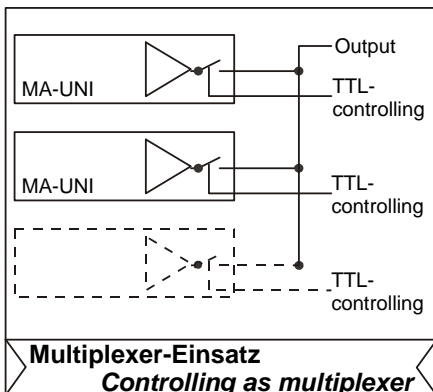 Output
MA-UNI
TTL-
controlling
MA-UNI
TTL-
controlling
TTL-
controlling
Multiplexer-Einsatz
Controlling as multiplexer